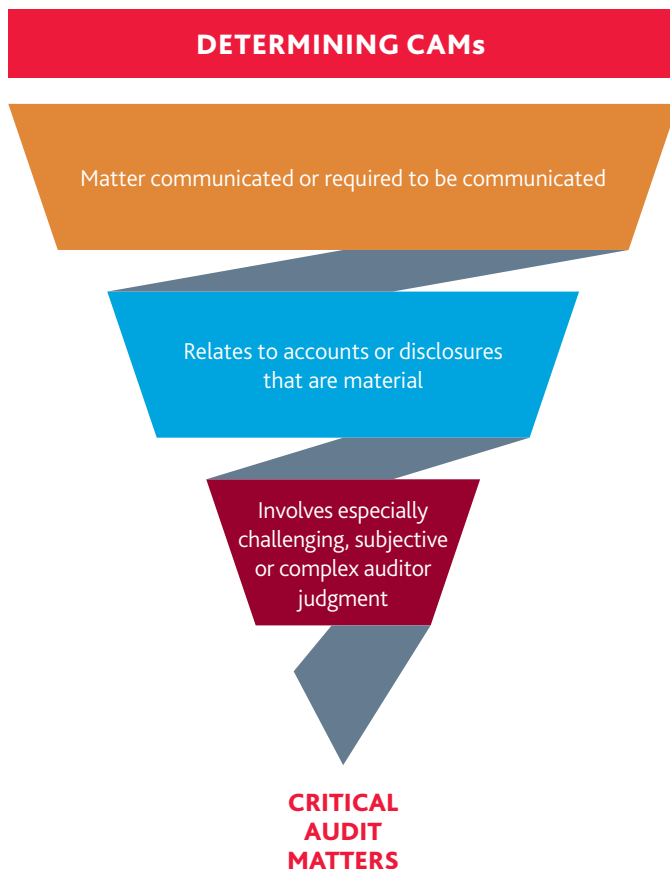 DETERMINING CAMs
Matter communicated or required to be communicated
Relates to accounts or disclosures
that are material
Involves especially
challenging, subjective
or complex auditor
judgment
CRITICAL
AUDIT
MATTERS